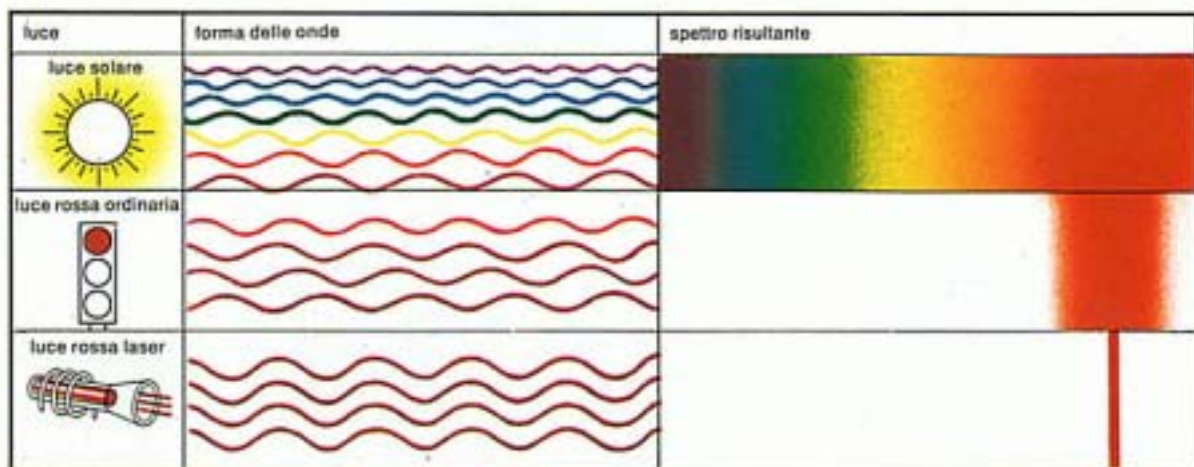 luce
forma delle onde
spettro risultante
luce solare
luce rossa ordinaria
luce rossa laser